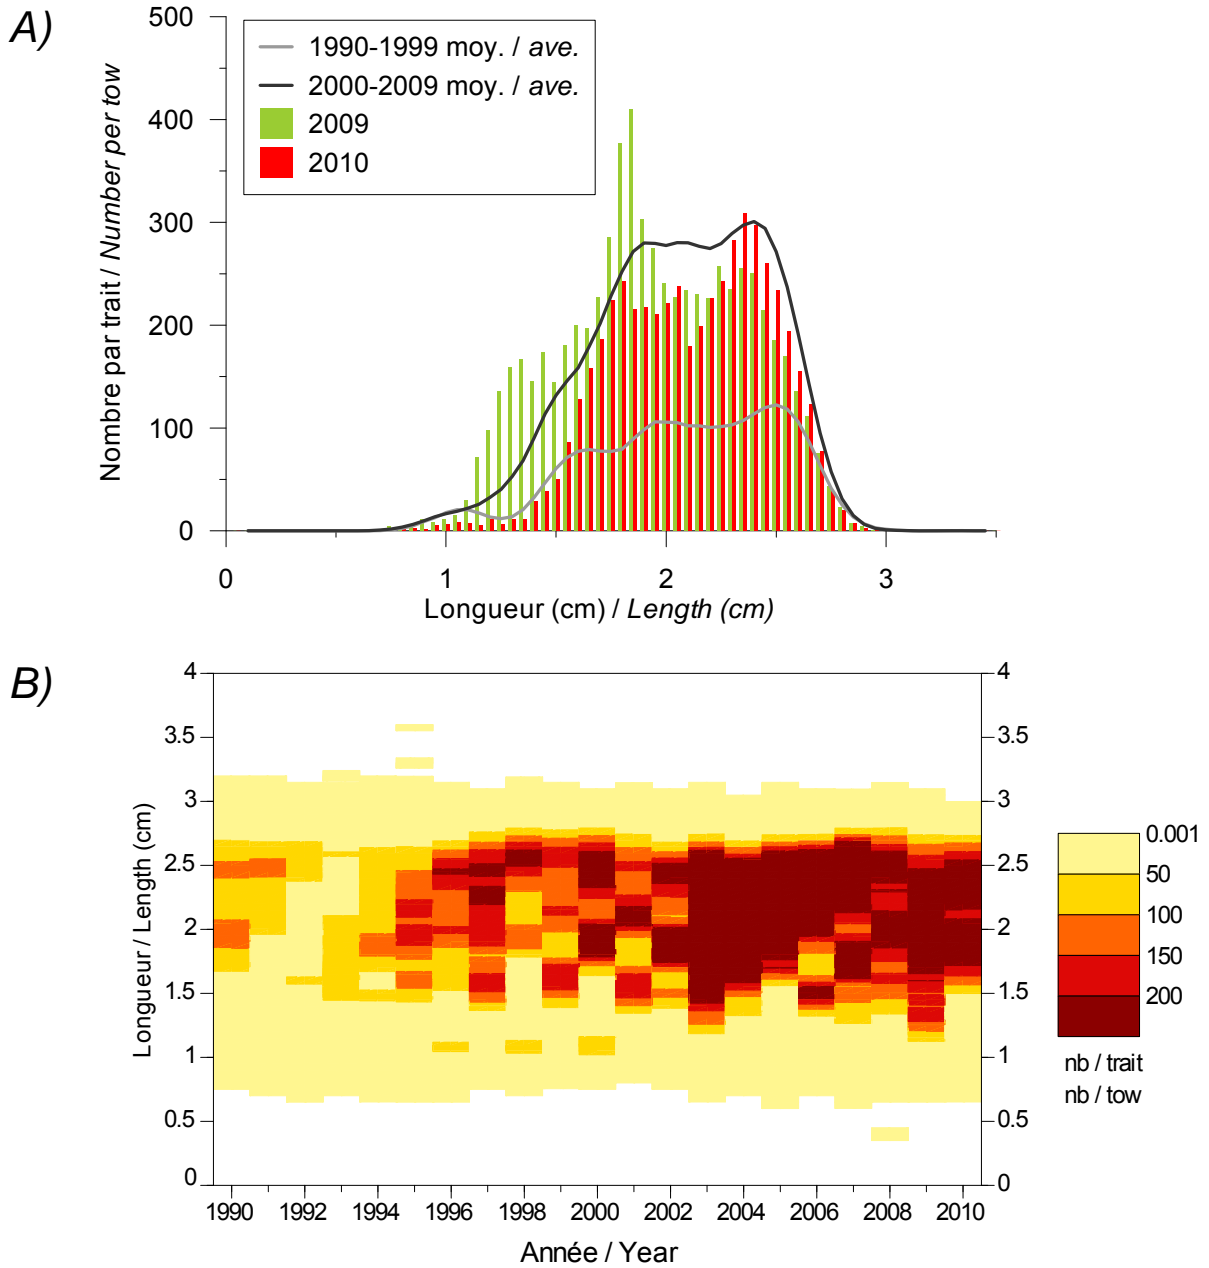 A)
500
400
300
200
100
0
Nombre par trait / Number per tow
1990-1999 moy. / ave.
2000-2009 moy. / ave.
2009
2010
0 1 2 3
Longueur (cm) / Length (cm)
B)
4
3.5
3
2.5
2
1.5
1
0.5
0
Longueur / Length (cm)
4
3.5
3
2.5
2
1.5
1
0.5
0
1990 1992 1994 1996 1998 2000 2002 2004 2006 2008 2010
Année / Year
0.001
50
100
150
200
nb / trait
nb / tow